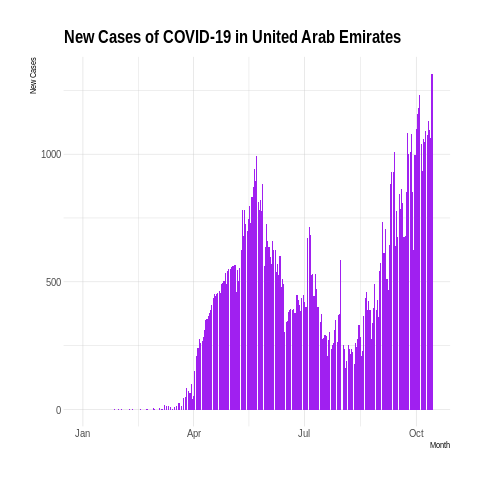 New Cases of COVID-19 in United Arab Emirates
New Cases
1000
500
0
Jan Apr Jul Oct
Month